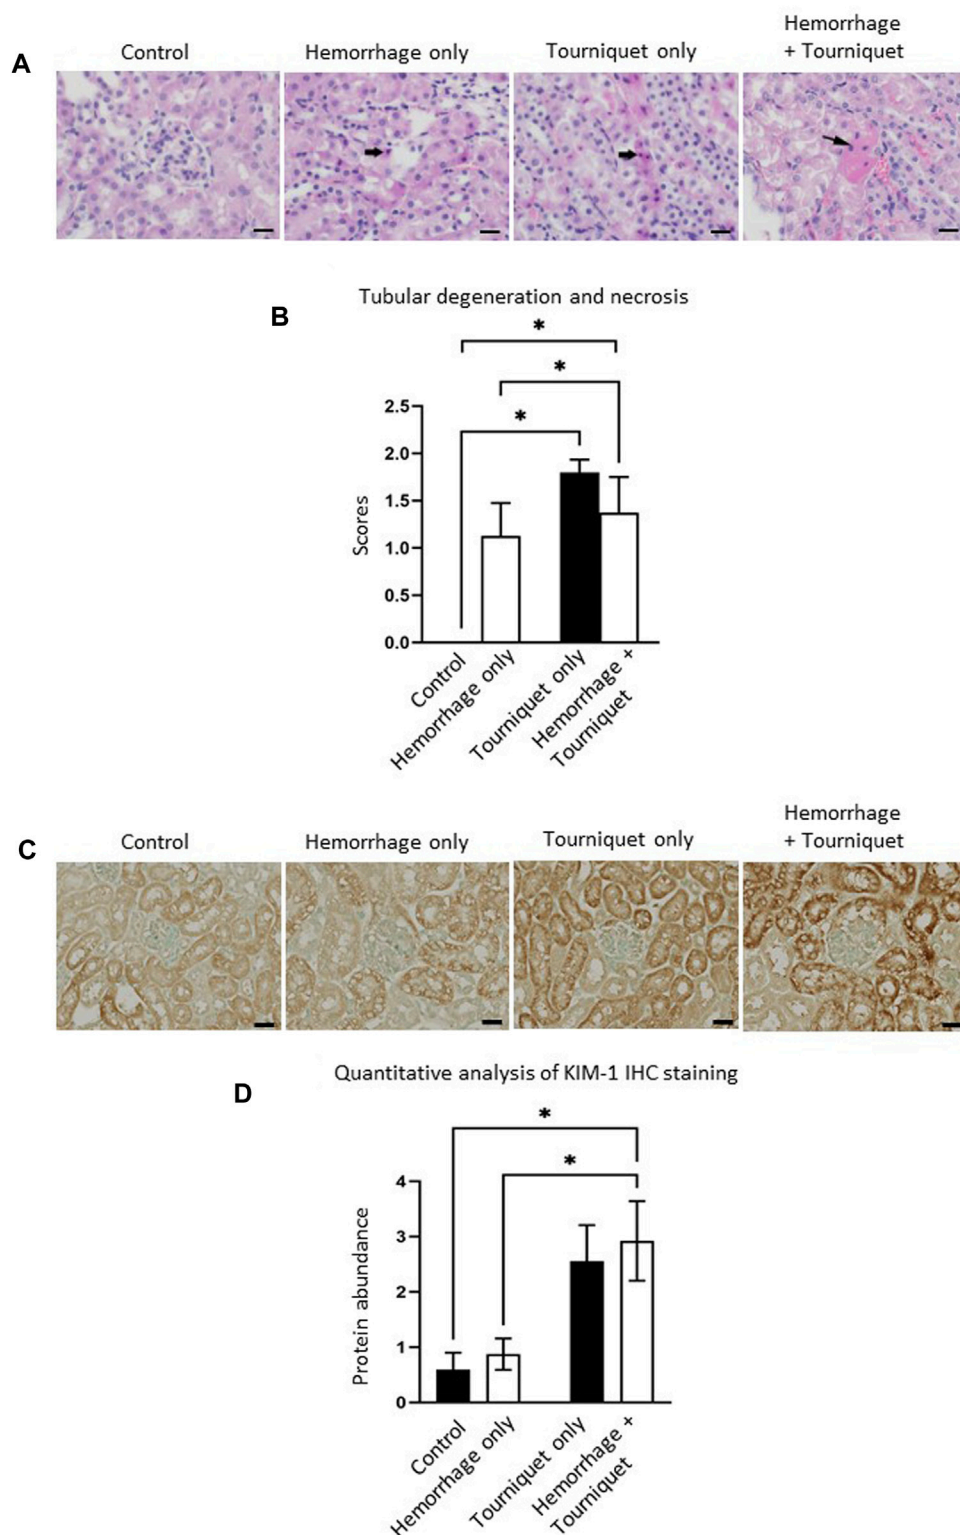 A
Control
Hemorrhage only
Tourniquet only
Hemorrhage
+ Tourniquet
B
Tubular degeneration and necrosis
*
*
*
2.5
2.0
1.5
1.0
0.5
0.0
Scores
Control
Hemorrhage only
Tourniquet only
Hemorrhage +
Tourniquet
C
Control
Hemorrhage only
Tourniquet only
Hemorrhage
+ Tourniquet
D
Quantitative analysis of KIM-1 IHC staining
*
*
4
3
2
1
0
Protein abundance
Control
Hemorrhage only
Tourniquet only
Hemorrhage +
Tourniquet